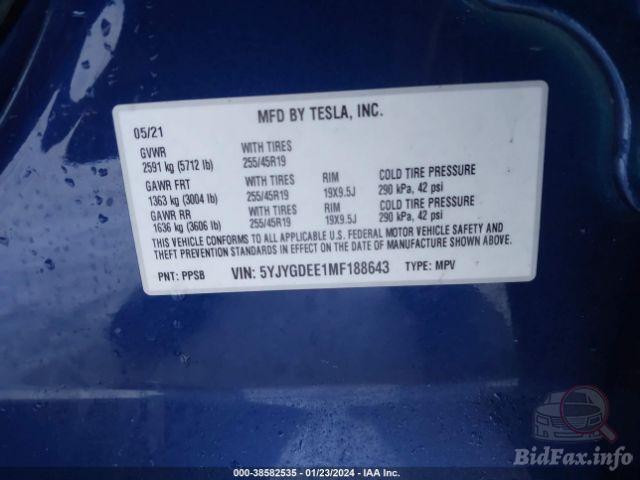 MFD BY TESLA, INC.
05/21
GVWR WITH TIRES
2591 kg (5712 lb) 255/45R19
GAWR FRT WITH TIRES RIM COLD TIRE PRESSURE
1363 kg (3004 lb) 255/45R19 19X9.5J 290 kPa, 42 psi
GAWR RR WITH TIRES RIM COLD TIRE PRESSURE
1636 kg (3606 lb) 255/45R19 19X9.5J 290 kPa, 42 psi
THIS VEHICLE CONFORMS TO ALL APPLICABLE U.S. FEDERAL MOTOR VEHICLE SAFETY AND
THEFT PREVENTION STANDARDS IN EFFECT ON THE DATE OF MANUFACTURE SHOWN ABOVE.
PNT: PPSB VIN: 5YJYGDEE1MF188643 TYPE: MPV
BidFax.info
000-38582535 - 01/23/2024 - IAA Inc.